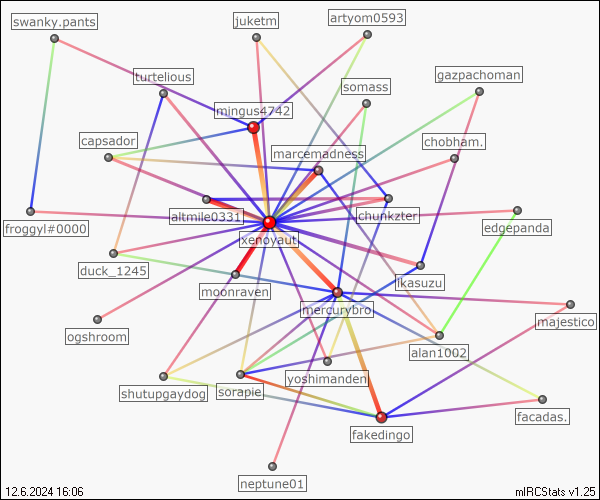 swanky.pants
juketm
artyom0593
turtelious
somass
gazpachoman
mingus4742
capsador
marcemadness
chobham.
altmile0331
chunkzter
froggyl#0000
xenoyaut
edgepanda
duck_1245
ikasuzu
moonraven
mercurybro
ogshroom
majestico
alan1002
yoshimanden
shutupgaydog
sorapie
facadas.
fakedingo
neptune01
12.6.2024 16:06
mIRCStats v1.25